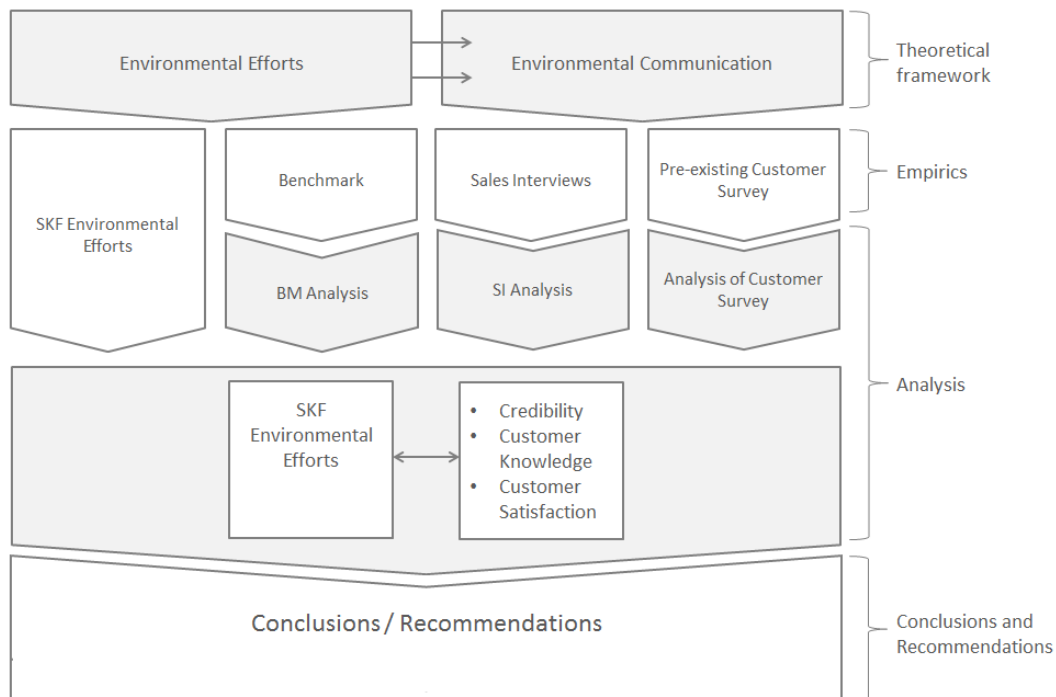 Environmental Efforts
Environmental Communication
Theoretical
framework
SKF Environmental
Efforts
Benchmark
Sales Interviews
Pre-existing Customer
Survey
Empirics
BM Analysis
SI Analysis
Analysis of Customer
Survey
SKF
Environmental
Efforts
• Credibility
• Customer
Knowledge
• Customer
Satisfaction
Analysis
Conclusions / Recommendations
Conclusions and
Recommendations